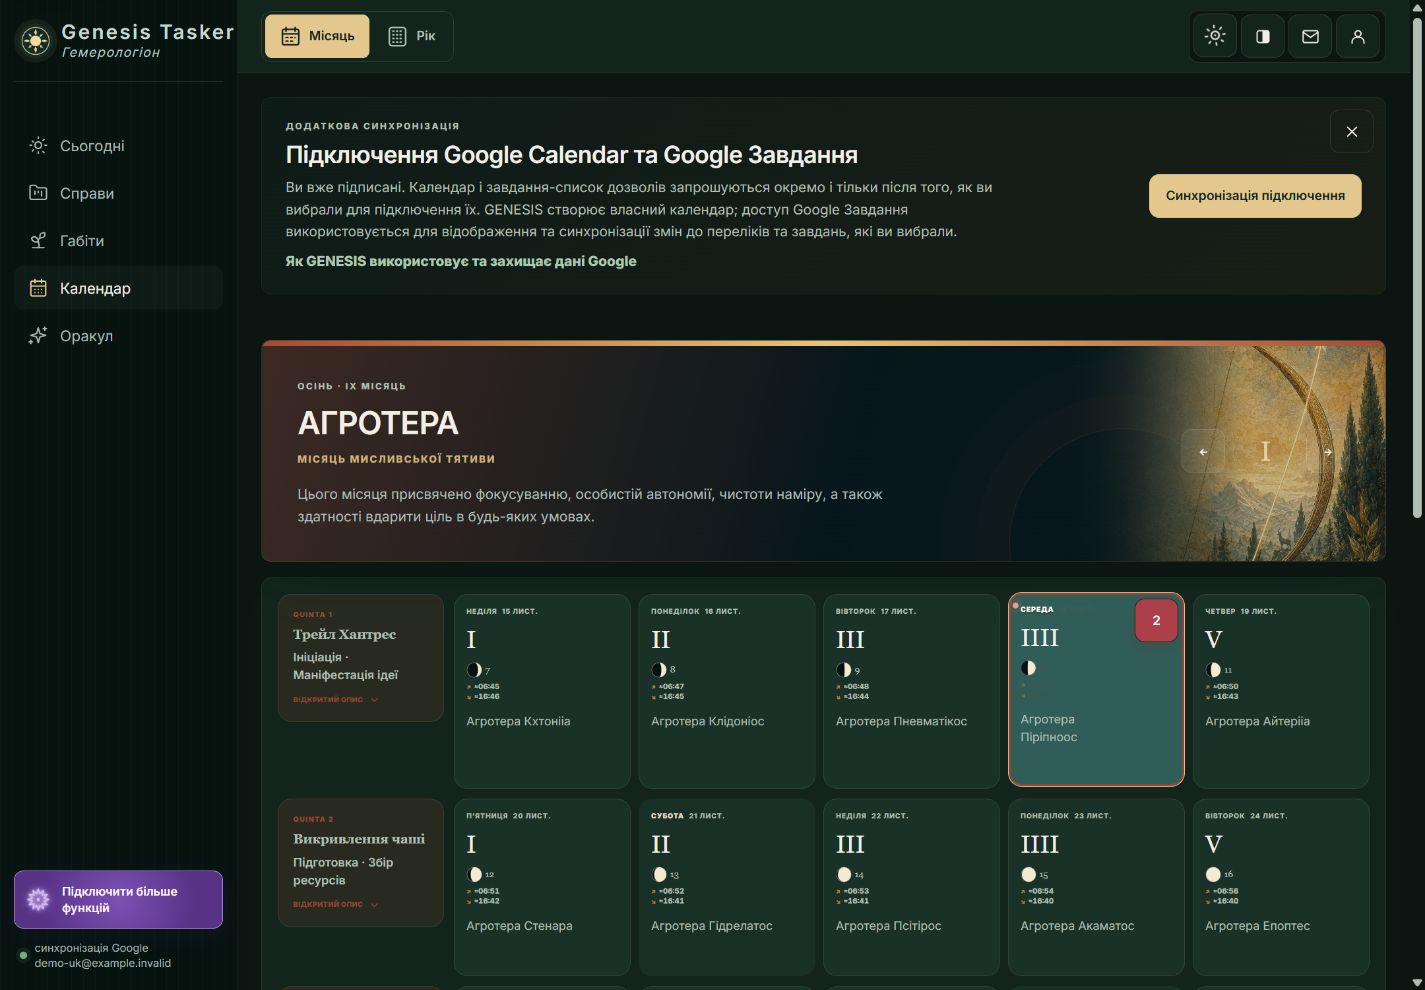 Genesis Tasker
Гемерологіон
Сьогодні
Справи
Габіти
Календар
Оракул
Підключити більше
функцій
синхронізація Google
demo-uk@example.invalid
Місяць
Рік
ДОДАТКОВА СИНХРОНІЗАЦІЯ
Підключення Google Calendar та Google Завдання
Ви вже підписані. Календар і завдання-список дозволів запрошуються окремо і тільки після того, як ви
вибрали для підключення їх. GENESIS створює власний календар; доступ Google Завдання
використовується для відображення та синхронізації змін до переліків та завдань, які ви вибрали.
Як GENESIS використовує та захищає дані Google
Синхронізація підключення
ОСІНЬ · IX МІСЯЦЬ
АГРОТЕРА
МІСЯЦЬ МИСЛИВСЬКОЇ ТЯТИВИ
Цього місяця присвячено фокусуванню, особистій автономії, чистоти наміру, а також
здатності вдарити ціль в будь-яких умовах.
I
QUINTA 1
Трейл Хантрес
Ініціація ·
Маніфестація ідеї
ВІДКРИТИЙ ОПИС
НЕДІЛЯ 15 ЛИСТ.
I
7
≈06:45
≈16:46
Агротера Кхтоніа
ПОНЕДІЛОК 16 ЛИСТ.
II
8
≈06:47
≈16:45
Агротера Клідоніос
ВІВТОРОК 17 ЛИСТ.
III
9
≈06:48
≈16:44
Агротера Пневматікос
СЕРЕДА
2
IIII
Агротера
Піріпноос
ЧЕТВЕР 19 ЛИСТ.
V
11
≈06:50
≈16:43
Агротера Айтеріа
QUINTA 2
Викривлення чаші
Підготовка · Збір
ресурсів
ВІДКРИТИЙ ОПИС
П'ЯТНИЦЯ 20 ЛИСТ.
I
12
≈06:51
≈16:42
Агротера Стенара
СУБОТА 21 ЛИСТ.
II
13
≈06:52
≈16:41
Агротера Гідрелатос
НЕДІЛЯ 22 ЛИСТ.
III
14
≈06:53
≈16:41
Агротера Псітірос
ПОНЕДІЛОК 23 ЛИСТ.
IIII
15
≈06:54
≈16:40
Агротера Акаматос
ВІВТОРОК 24 ЛИСТ.
V
16
≈06:56
≈16:40
Агротера Епоптес